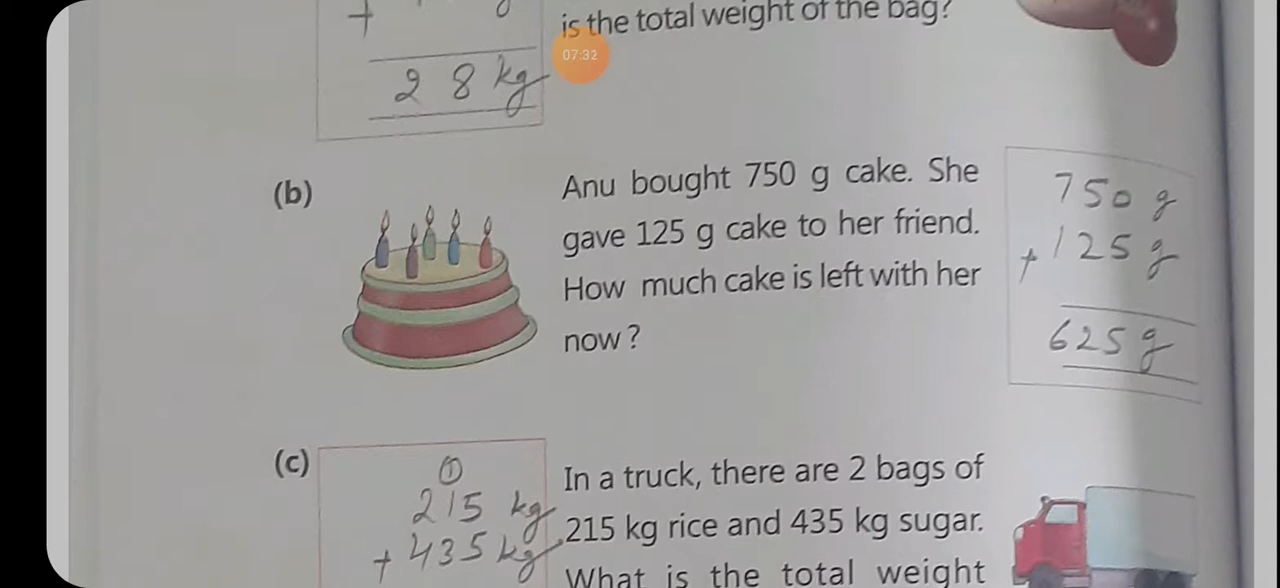 +
is the total weight of the bag?
07:32
28 kg
(b)
Anu bought 750 g cake. She
gave 125 g cake to her friend.
How much cake is left with her
now?
750 g
+125 g
625 g
(c)
1
215 kg
+435 kg
In a truck, there are 2 bags of
215 kg rice and 435 kg sugar.
What is the total weight